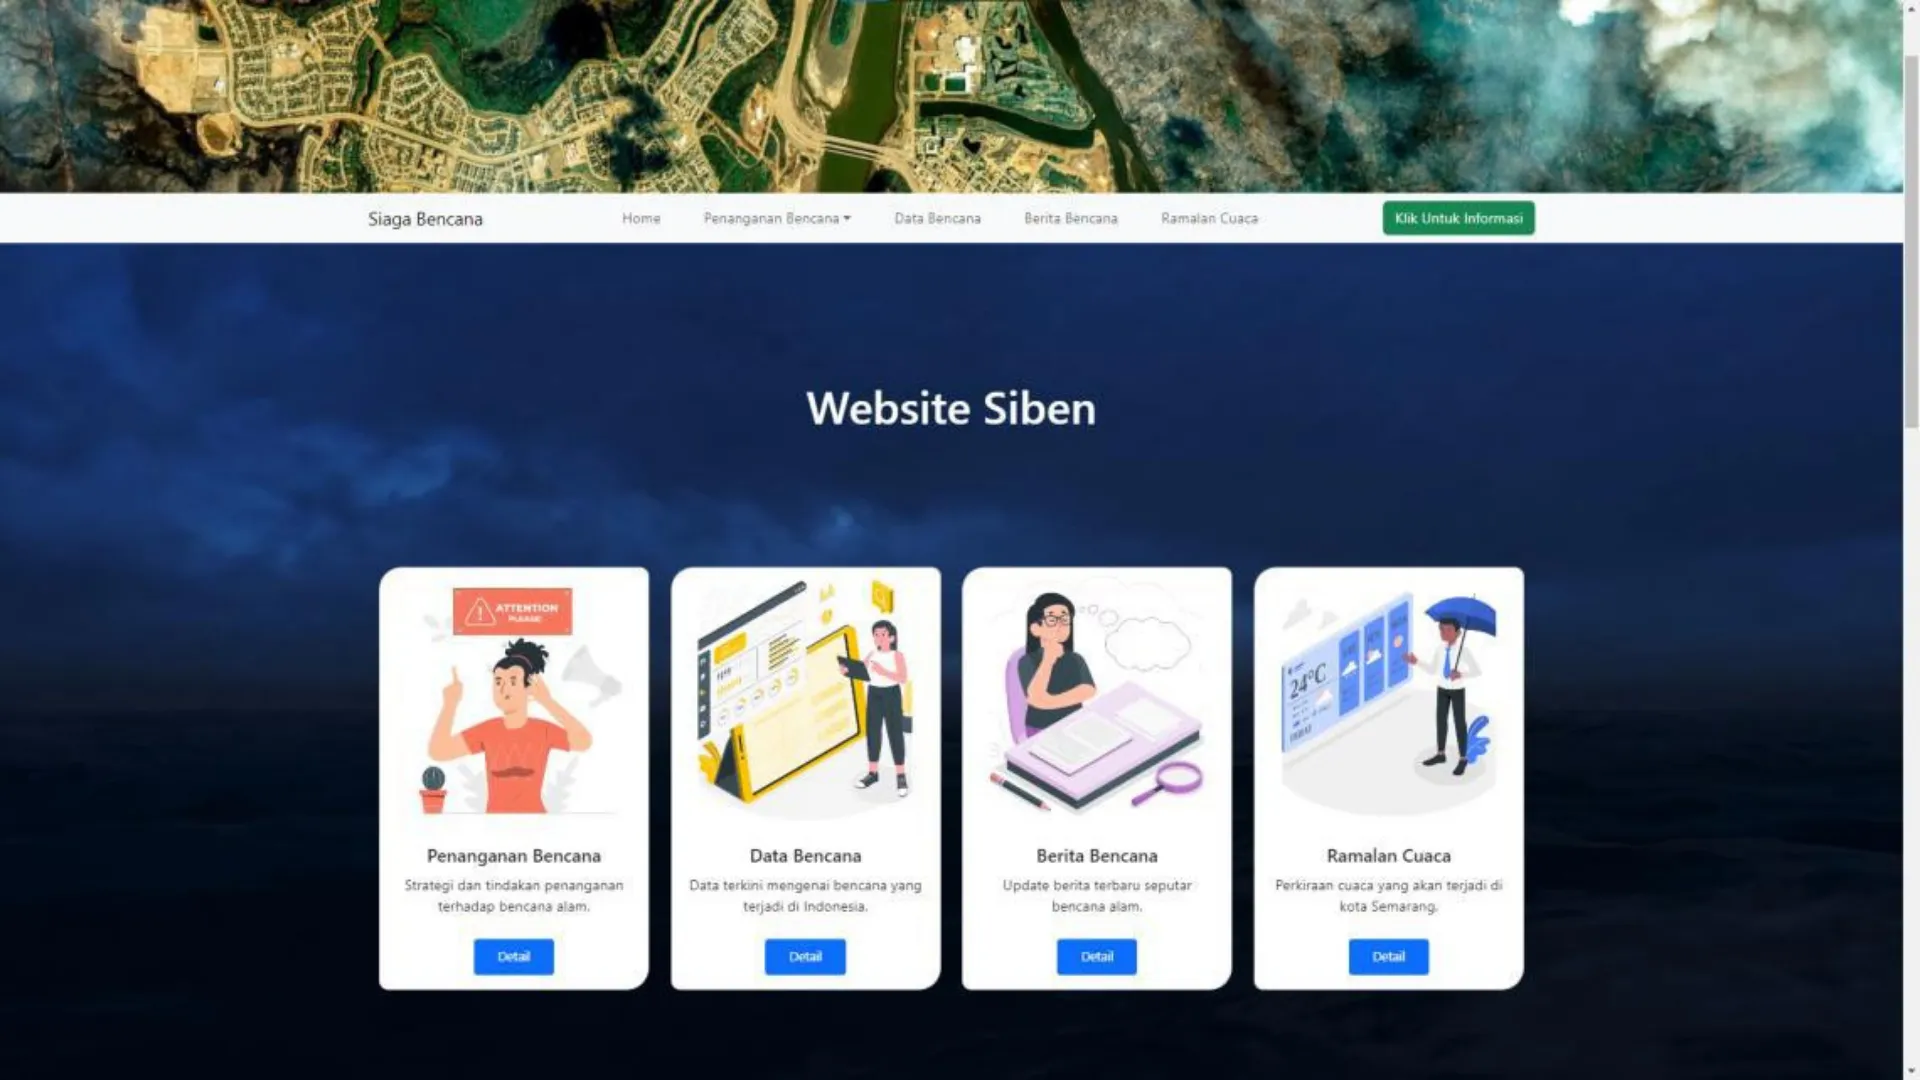 Siaga Bencana
Home
Penanganan Bencana
Data Bencana
Berita Bencana
Ramalan Cuaca
Klik Untuk Informasi
Website Siben
ATTENTION
PLEASE!
24°C
Penanganan Bencana
Strategi dan tindakan penanganan
terhadap bencana alam.
Detail
Data Bencana
Data terkini mengenai bencana yang
terjadi di Indonesia.
Detail
Berita Bencana
Update berita terbaru seputar
bencana alam.
Detail
Ramalan Cuaca
Perkiraan cuaca yang akan terjadi di
kota Semarang.
Detail